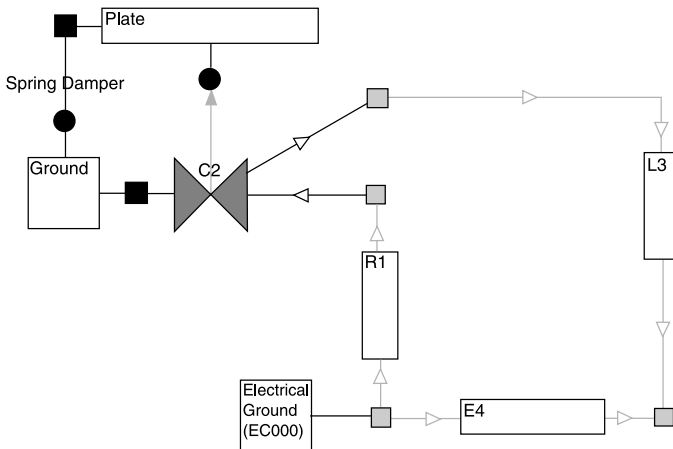 Plate
Spring Damper
C2
Ground
L3
R1
Electrical
Ground
(EC000)
E4